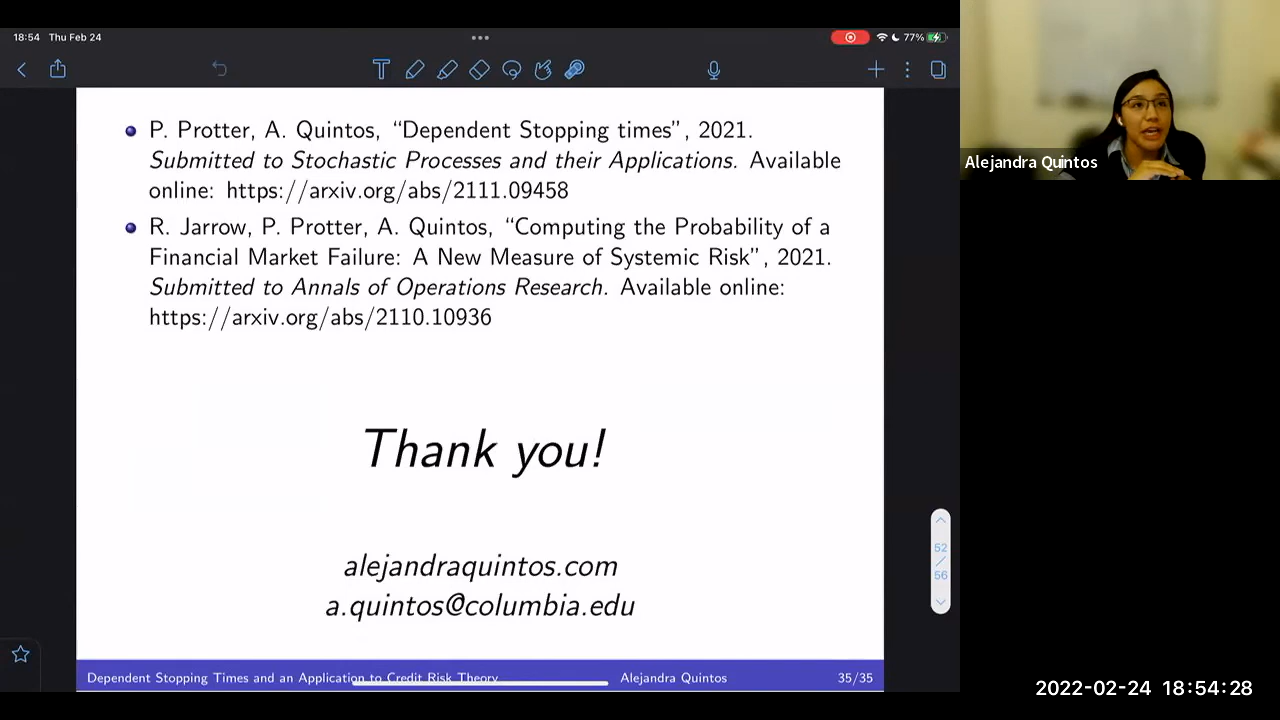 18:54 Thu Feb 24
77%
P. Protter, A. Quintos, “Dependent Stopping times”, 2021.
Submitted to Stochastic Processes and their Applications. Available
online: https://arxiv.org/abs/2111.09458
R. Jarrow, P. Protter, A. Quintos, “Computing the Probability of a
Financial Market Failure: A New Measure of Systemic Risk”, 2021.
Submitted to Annals of Operations Research. Available online:
https://arxiv.org/abs/2110.10936
Thank you!
alejandraquintos.com
a.quintos@columbia.edu
52
/
56
Dependent Stopping Times and an Application to Credit Risk Theory
Alejandra Quintos
35/35
Alejandra Quintos
2022-02-24 18:54:28